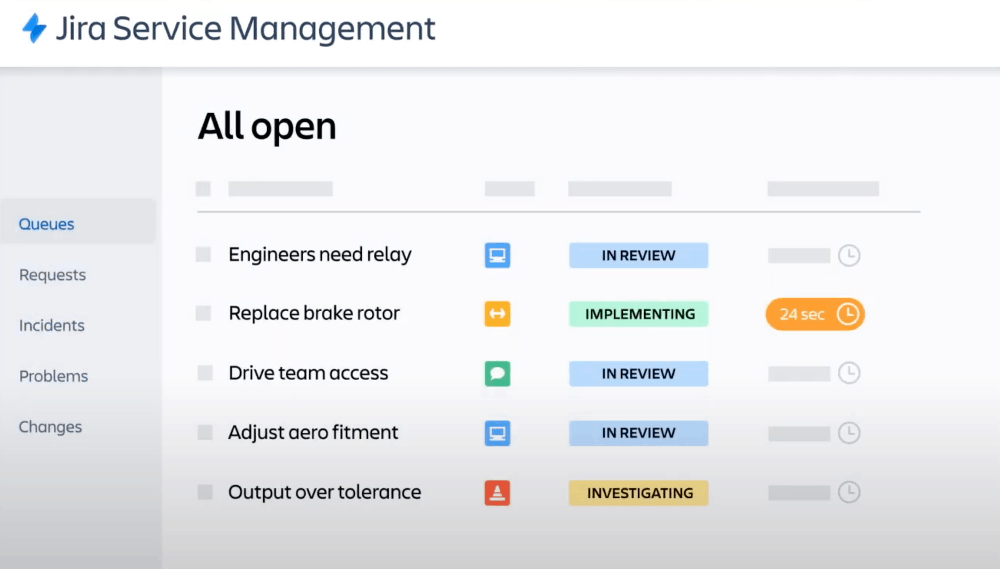 Jira Service Management
All open
Queues
Requests
Incidents
Problems
Changes
Engineers need relay IN REVIEW
Replace brake rotor IMPLEMENTING 24 sec
Drive team access IN REVIEW
Adjust aero fitment IN REVIEW
Output over tolerance INVESTIGATING